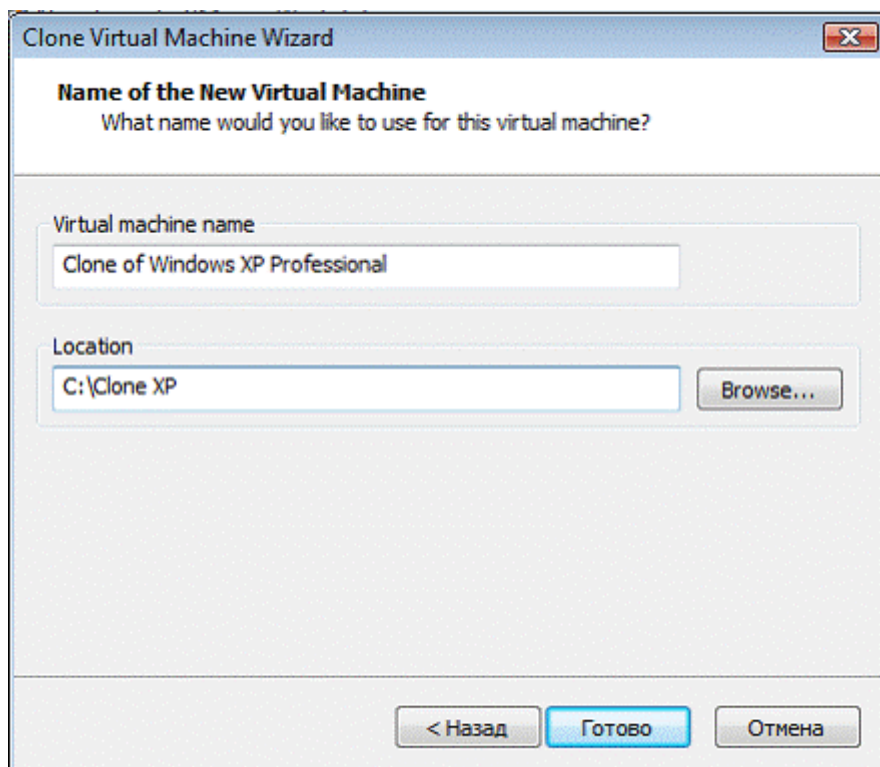 Clone Virtual Machine Wizard
Name of the New Virtual Machine
What name would you like to use for this virtual machine?
Virtual machine name
Clone of Windows XP Professional
Location
C:\Clone XP
Browse...
< Назад Готово Отмена